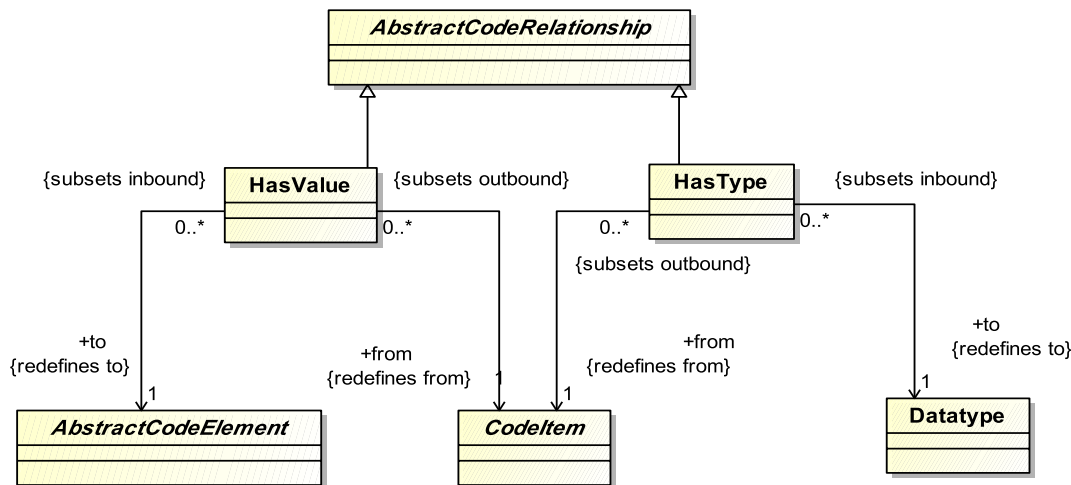 AbstractCodeRelationship
{subsets inbound}
HasValue
{subsets outbound}
HasType
{subsets inbound}
0..*
0..*
0..*
0..*
{subsets outbound}
+to
{redefines to}
+from
{redefines from}
+from
{redefines from}
+to
{redefines to}
1
1
1
1
AbstractCodeElement
CodeItem
Datatype